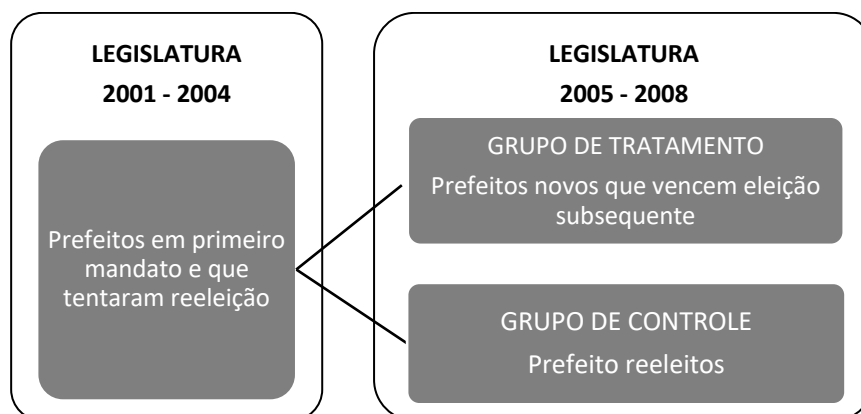 LEGISLATURA
2001 - 2004
Prefeitos em primeiro
mandato e que
tentaram reeleição
LEGISLATURA
2005 - 2008
GRUPO DE TRATAMENTO
Prefeitos novos que vencem eleição
subsequente
GRUPO DE CONTROLE
Prefeito reeleitos